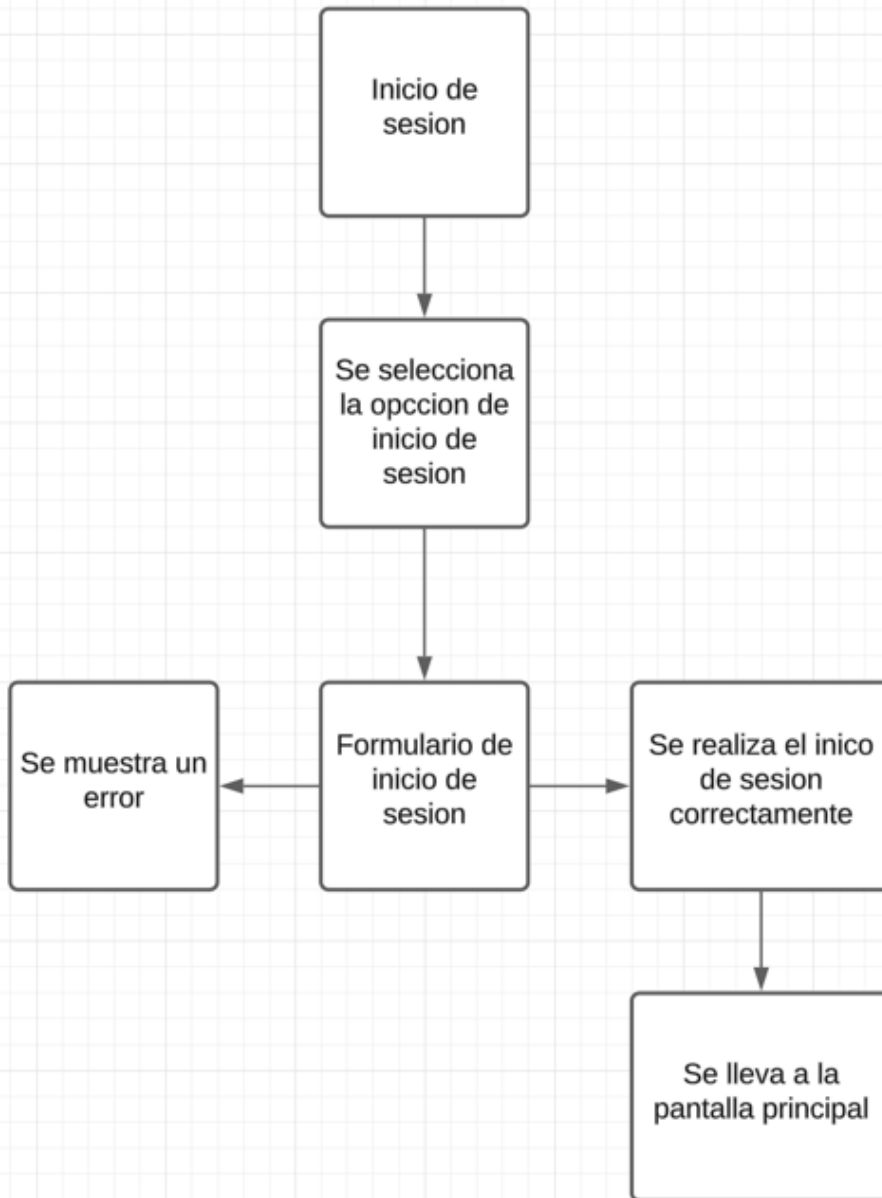 Inicio de
sesion
Se selecciona
la opccion de
inicio de
sesion
Se muestra un
error
Formulario de
inicio de
sesion
Se realiza el inico
de sesion
correctamente
Se lleva a la
pantalla principal